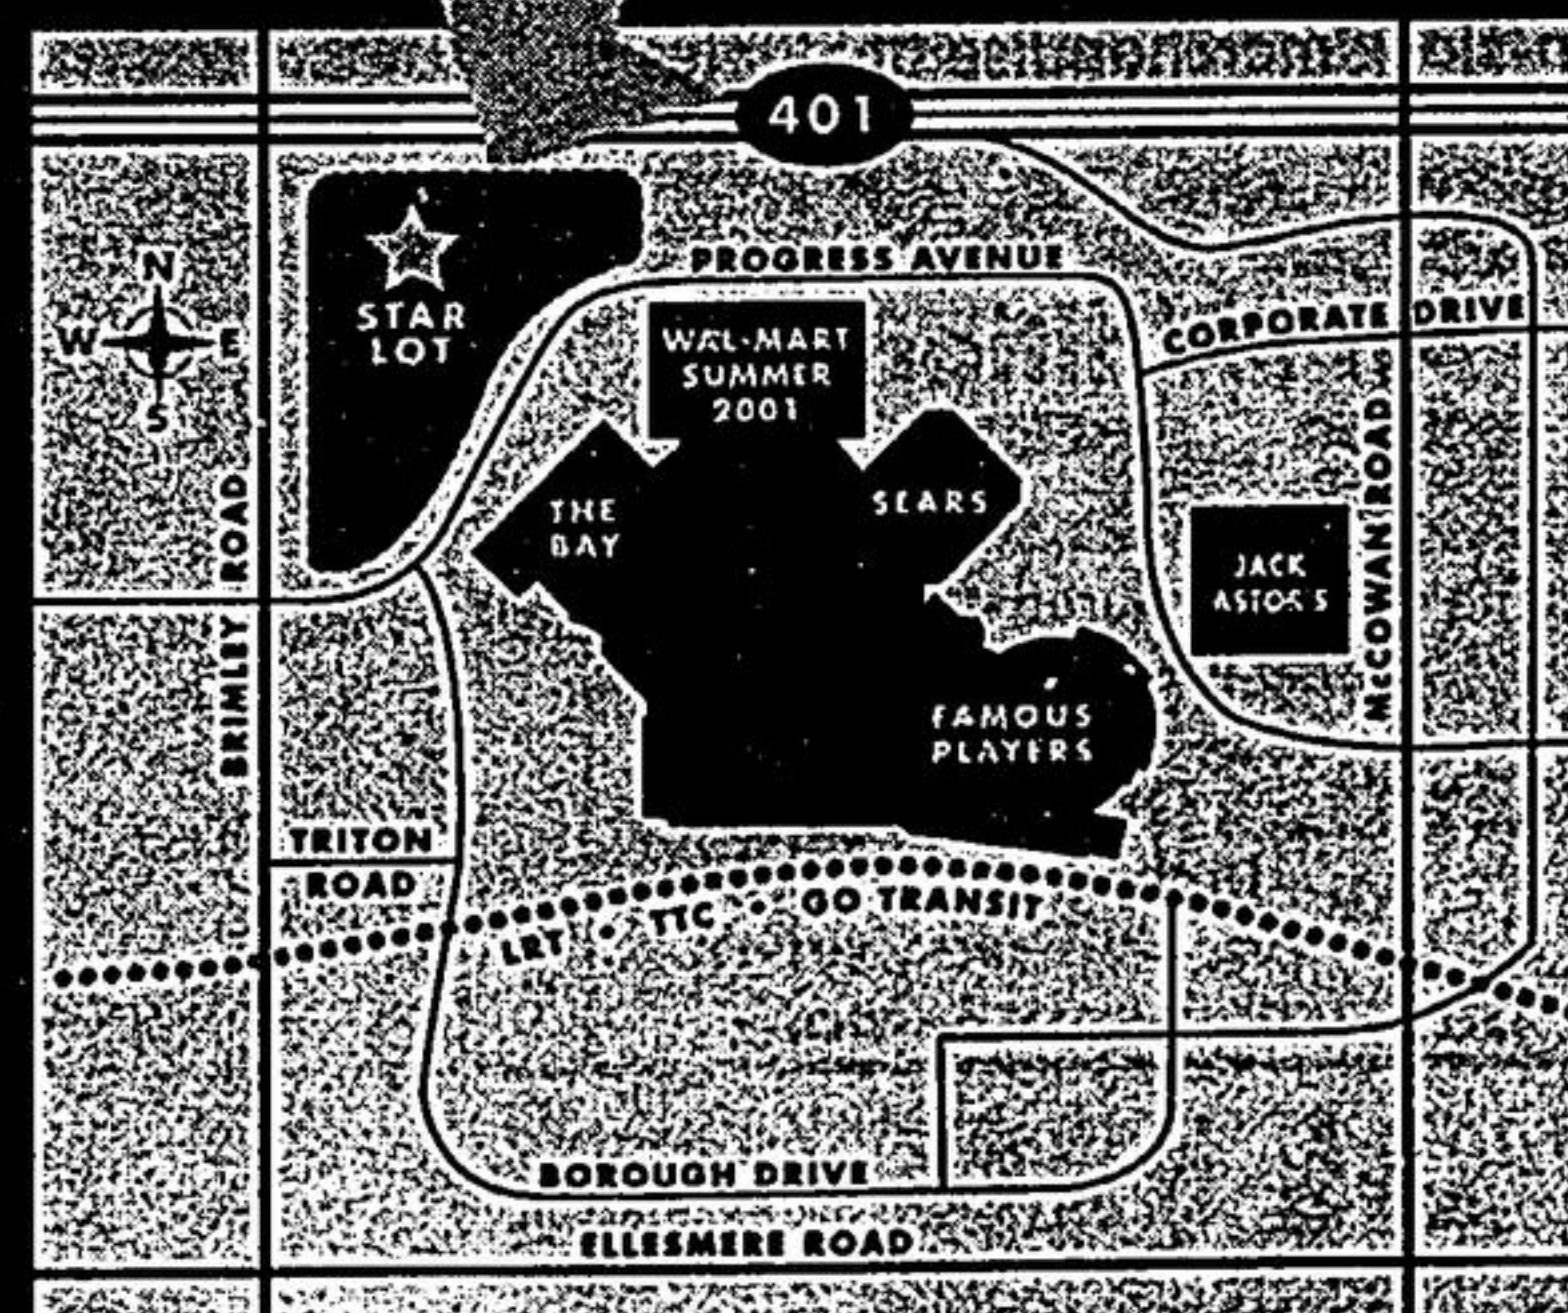 401
STAR
LOT
PROGRESS AVENUE
N
W
E
S
WAL-MART
SUMMER
2001
CORPORATE DRIVE
THE
BAY
SEARS
JACK
ASTOR'S
McCOWAN ROAD
BRIMLEY ROAD
FAMOUS
PLAYERS
TRITON
ROAD
LRT • TTC • GO TRANSIT
BOROUGH DRIVE
ELLESMERE ROAD